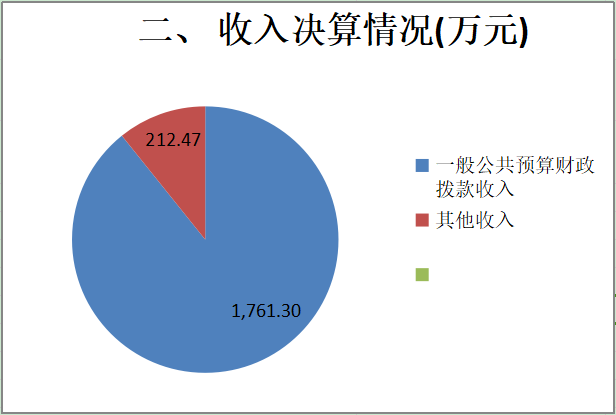 二、 收入决算情况(万元)
212.47
1,761.30
一般公共预算财政
拨款收入
其他收入